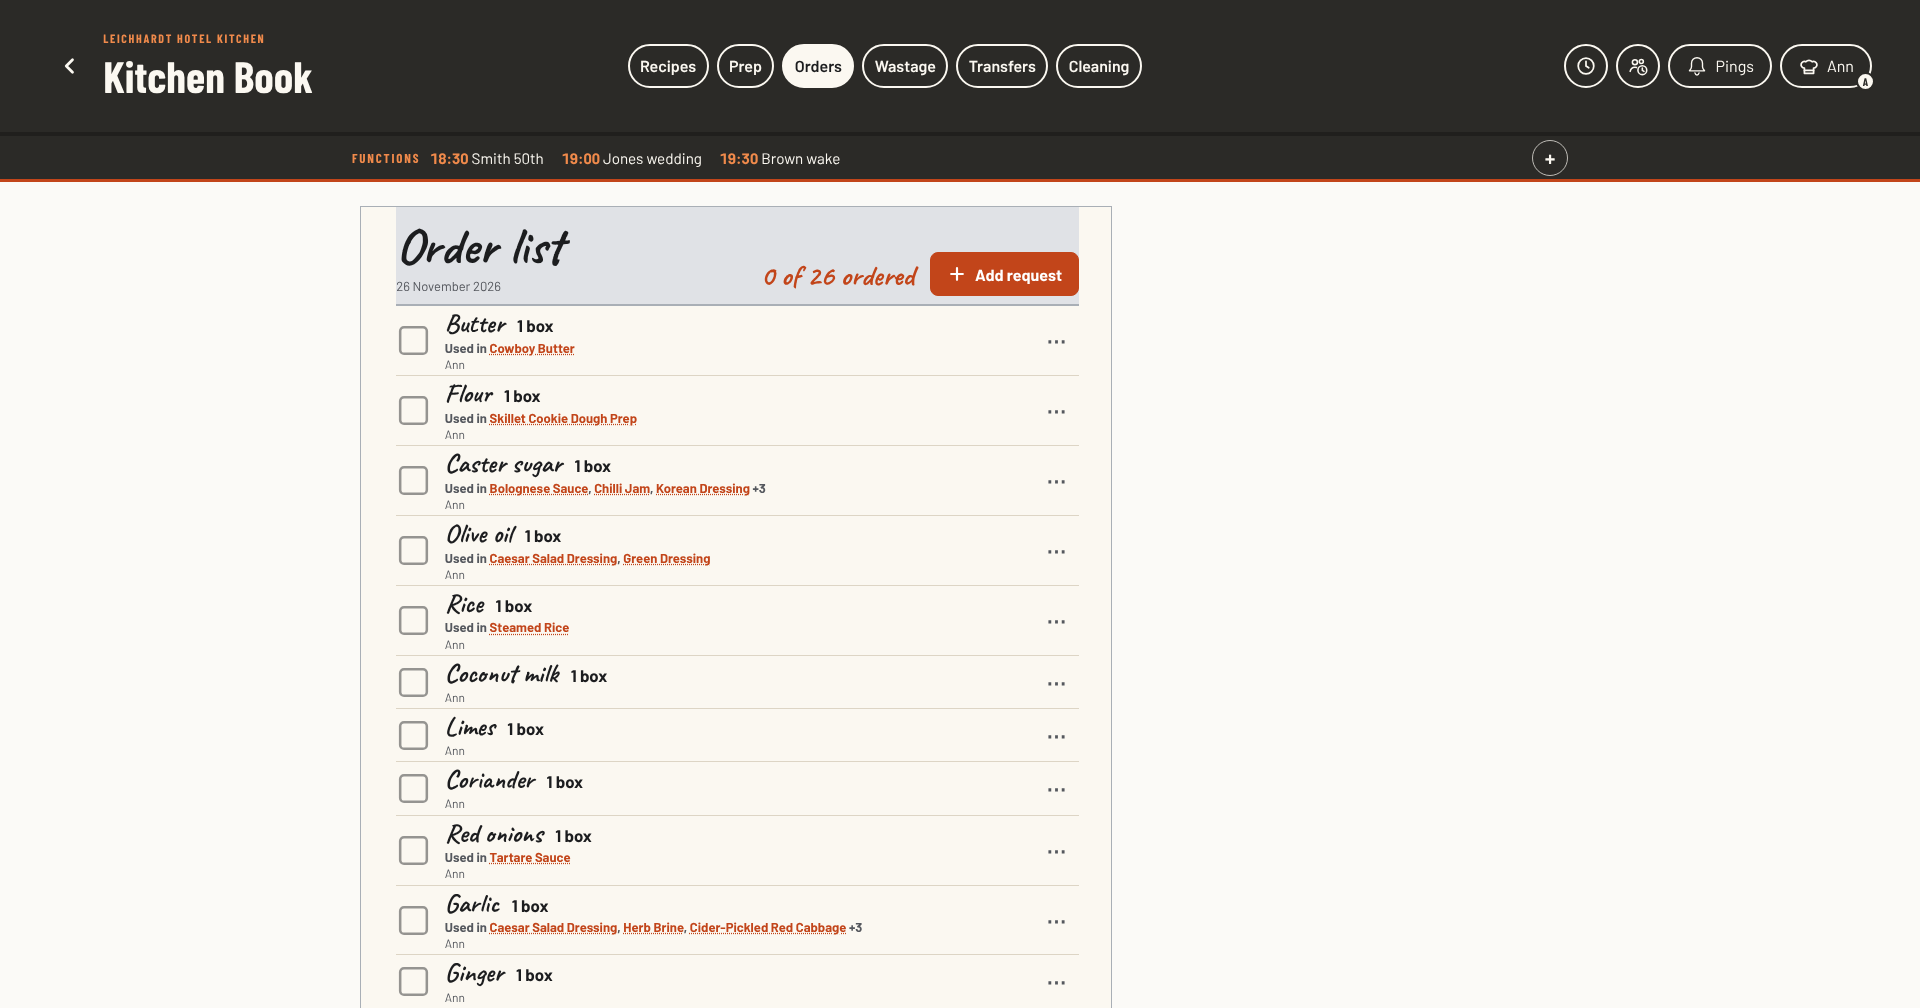 LEICHHARDT HOTEL KITCHEN
Kitchen Book
Recipes Prep Orders Wastage Transfers Cleaning
Pings Ann
A
FUNCTIONS 18:30 Smith 50th 19:00 Jones wedding 19:30 Brown wake
+
Order list
26 November 2026
0 of 26 ordered
+ Add request
Butter 1 box
Used in Cowboy Butter
Ann
Flour 1 box
Used in Skillet Cookie Dough Prep
Ann
Caster sugar 1 box
Used in Bolognese Sauce, Chilli Jam, Korean Dressing +3
Ann
Olive oil 1 box
Used in Caesar Salad Dressing, Green Dressing
Ann
Rice 1 box
Used in Steamed Rice
Ann
Coconut milk 1 box
Ann
Limes 1 box
Ann
Coriander 1 box
Ann
Red onions 1 box
Used in Tartare Sauce
Ann
Garlic 1 box
Used in Caesar Salad Dressing, Herb Brine, Cider-Pickled Red Cabbage +3
Ann
Ginger 1 box
Ann